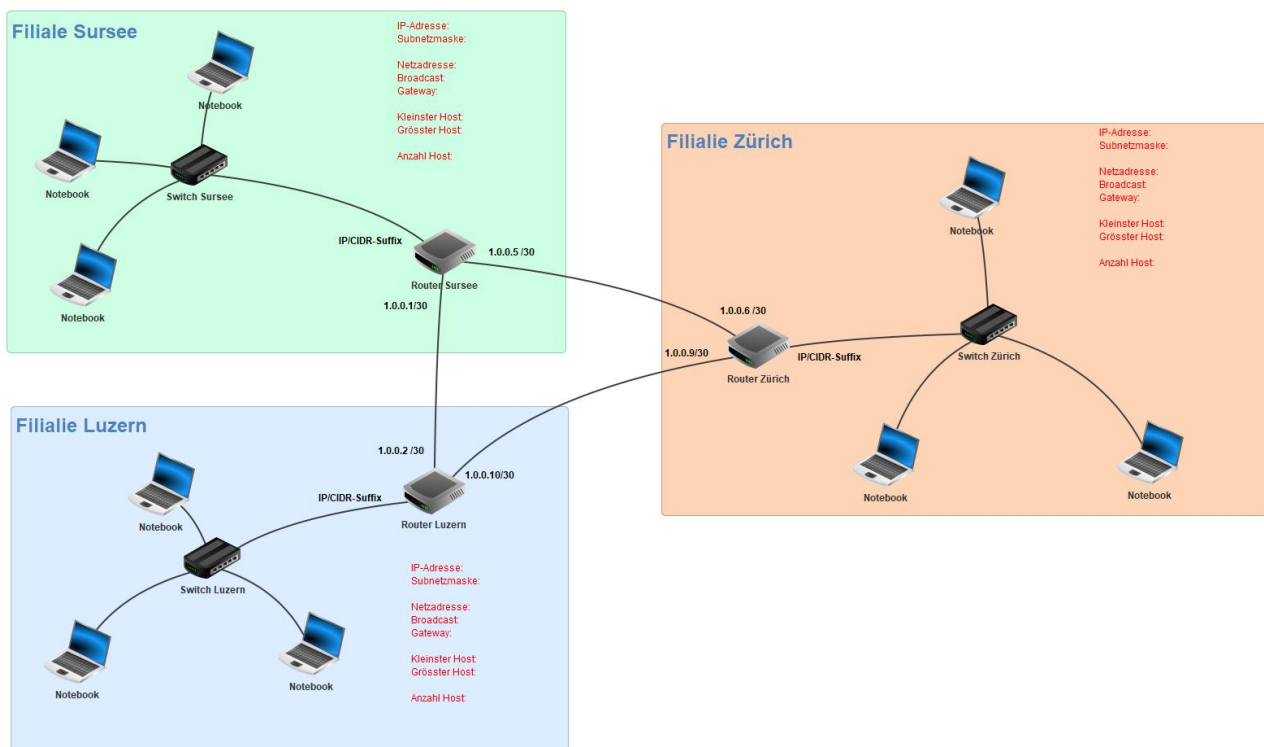 Filiale Sursee
IP-Adresse:
Subnetzmaske:
Netzadresse:
Broadcast:
Gateway:
Kleinster Host:
Grösster Host:
Anzahl Host:
Notebook
Notebook
Switch Sursee
Notebook
IP/CIDR-Suffix
1.0.0.5 /30
Router Sursee
1.0.0.1/30
Filialie Zürich
IP-Adresse:
Subnetzmaske:
Netzadresse:
Broadcast:
Gateway:
Kleinster Host:
Grösster Host:
Anzahl Host:
Notebook
1.0.0.6 /30
1.0.0.9/30
IP/CIDR-Suffix
Router Zürich
Switch Zürich
Notebook
Notebook
Filialie Luzern
1.0.0.2 /30
1.0.0.10/30
IP/CIDR-Suffix
Router Luzern
Notebook
Switch Luzern
Notebook
Notebook
IP-Adresse:
Subnetzmaske:
Netzadresse:
Broadcast:
Gateway:
Kleinster Host:
Grösster Host:
Anzahl Host: